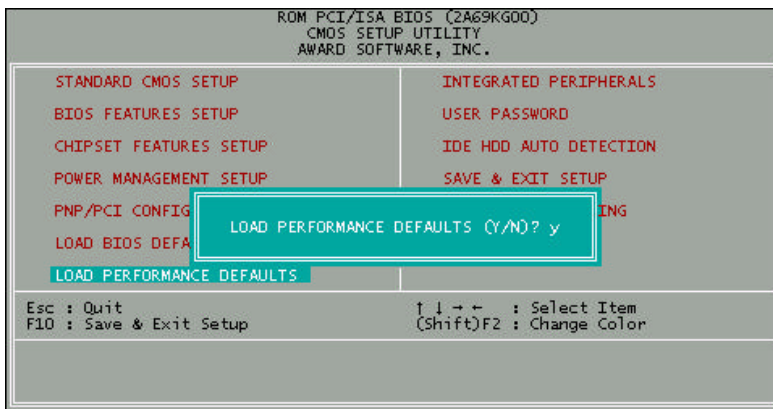 ROM PCI/ISA BIOS (2A69KG00)
CMOS SETUP UTILITY
AWARD SOFTWARE, INC.
STANDARD CMOS SETUP
BIOS FEATURES SETUP
CHIPSET FEATURES SETUP
POWER MANAGEMENT SETUP
PNP/PCI CONFIG
LOAD BIOS DEFA
LOAD PERFORMANCE DEFAULTS
INTEGRATED PERIPHERALS
USER PASSWORD
IDE HDD AUTO DETECTION
SAVE & EXIT SETUP
ING
LOAD PERFORMANCE DEFAULTS (Y/N)? y
Esc : Quit
F10 : Save & Exit Setup
↑ ↓ → ← : Select Item
(Shift)F2 : Change Color